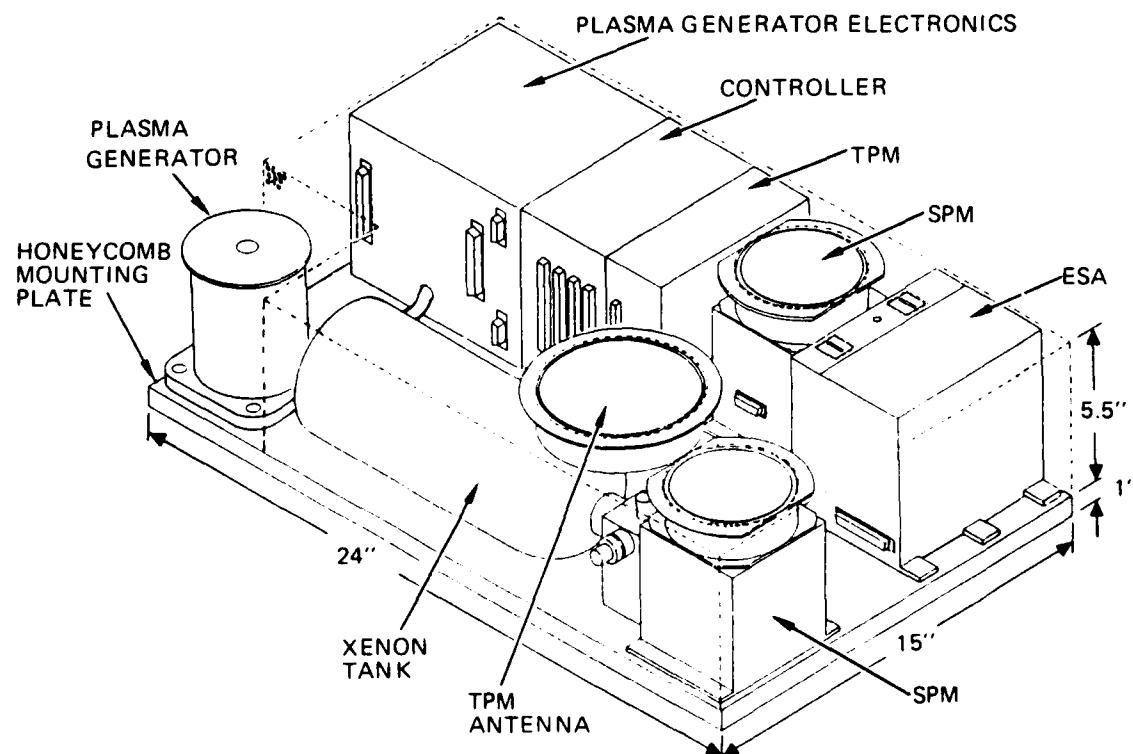 PLASMA GENERATOR ELECTRONICS
CONTROLLER
PLASMA
GENERATOR
TPM
SPM
HONEYCOMB
MOUNTING
PLATE
ESA
5.5''
1'
24''
15''
XENON
TANK
TPM
ANTENNA
SPM